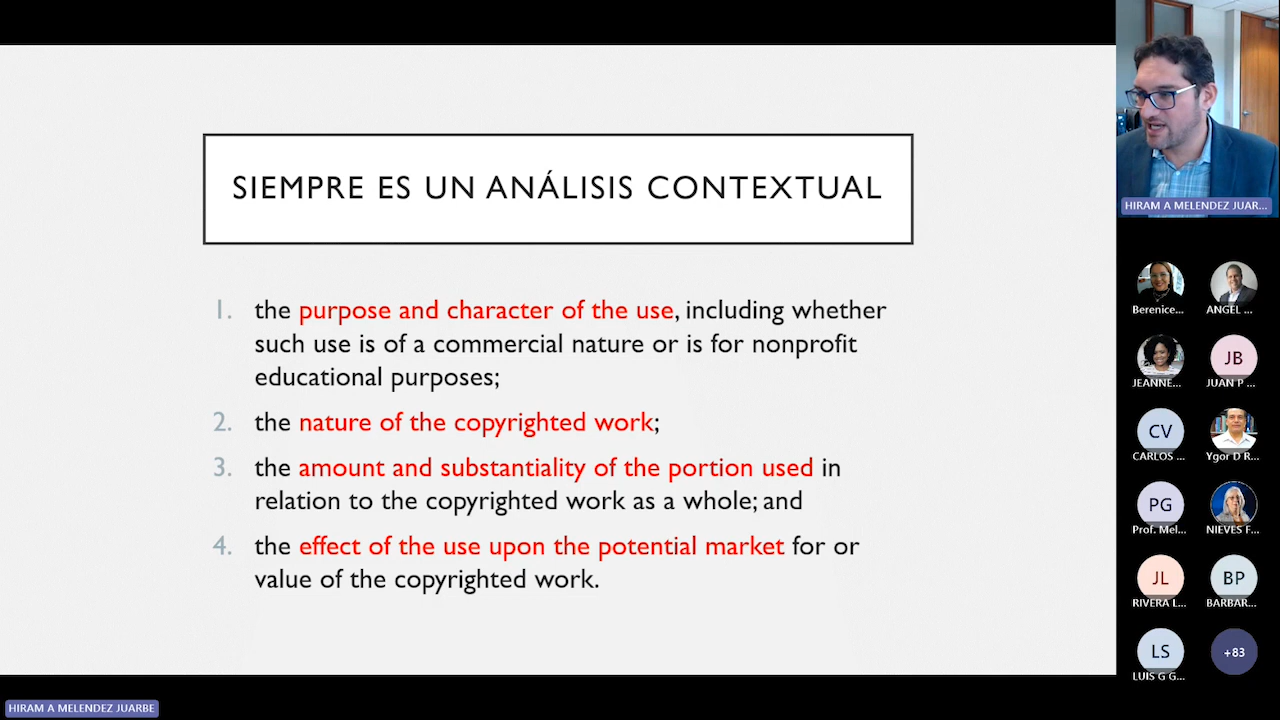 SIEMPRE ES UN ANÁLISIS CONTEXTUAL
1. the purpose and character of the use, including whether
such use is of a commercial nature or is for nonprofit
educational purposes;
2. the nature of the copyrighted work;
3. the amount and substantiality of the portion used in
relation to the copyrighted work as a whole; and
4. the effect of the use upon the potential market for or
value of the copyrighted work.
HIRAM A MELENDEZ JUARBE
HIRAM A MELENDEZ JUAR...
Berenice...
ANGEL ...
JEANNE...
JB
JUAN P ...
CV
CARLOS ...
Ygor D R...
PG
Prof. Mel...
NIEVES F...
JL
RIVERA L...
BP
BARBAR...
LS
LUIS G G...
+83